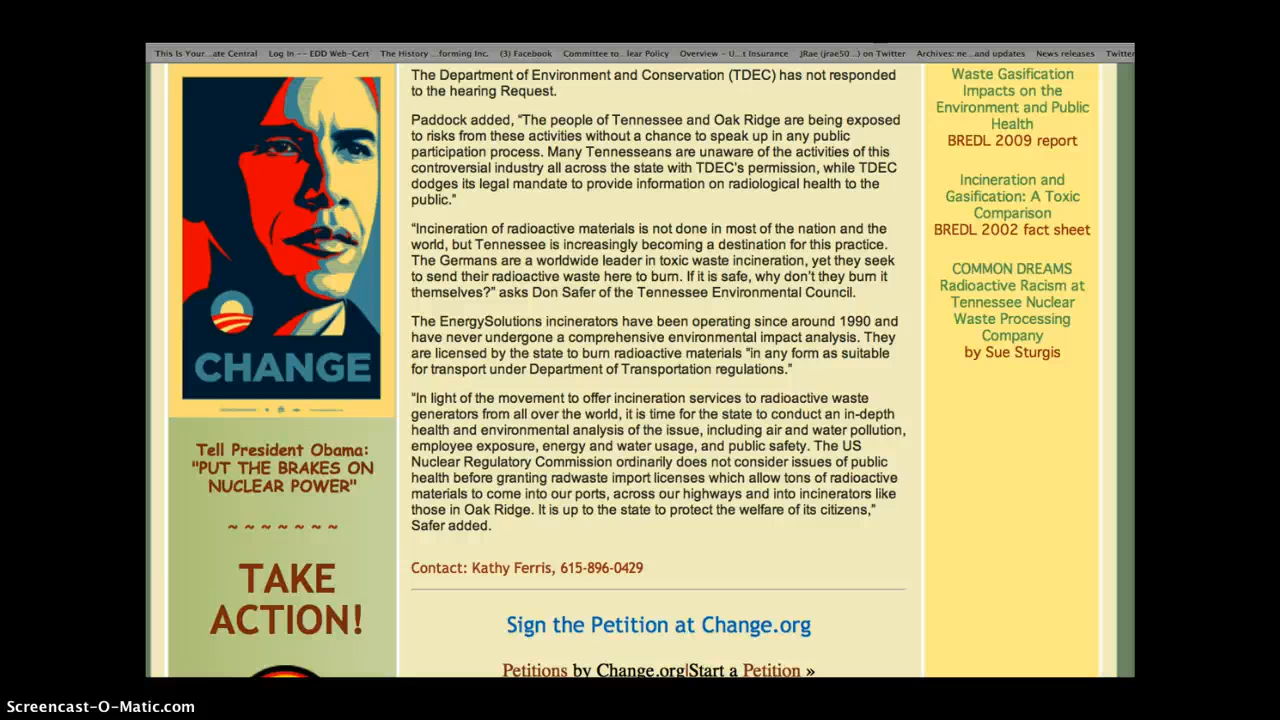 This Is Your...ate Central Log In -- EDD Web-Cert The History ...forming Inc. (3) Facebook Committee to...lear Policy Overview - U...t Insurance JRae (jrae50...) on Twitter Archives: ne...and updates News releases Twitter
CHANGE
Tell President Obama:
"PUT THE BRAKES ON
NUCLEAR POWER"
~ ~ ~ ~ ~ ~ ~
TAKE
ACTION!
The Department of Environment and Conservation (TDEC) has not responded
to the hearing Request.
Paddock added, “The people of Tennessee and Oak Ridge are being exposed
to risks from these activities without a chance to speak up in any public
participation process. Many Tennesseans are unaware of the activities of this
controversial industry all across the state with TDEC’s permission, while TDEC
dodges its legal mandate to provide information on radiological health to the
public.”
“Incineration of radioactive materials is not done in most of the nation and the
world, but Tennessee is increasingly becoming a destination for this practice.
The Germans are a worldwide leader in toxic waste incineration, yet they seek
to send their radioactive waste here to burn. If it is safe, why don’t they burn it
themselves?” asks Don Safer of the Tennessee Environmental Council.
The EnergySolutions incinerators have been operating since around 1990 and
have never undergone a comprehensive environmental impact analysis. They
are licensed by the state to burn radioactive materials “in any form as suitable
for transport under Department of Transportation regulations.”
“In light of the movement to offer incineration services to radioactive waste
generators from all over the world, it is time for the state to conduct an in-depth
health and environmental analysis of the issue, including air and water pollution,
employee exposure, energy and water usage, and public safety. The US
Nuclear Regulatory Commission ordinarily does not consider issues of public
health before granting radwaste import licenses which allow tons of radioactive
materials to come into our ports, across our highways and into incinerators like
those in Oak Ridge. It is up to the state to protect the welfare of its citizens,”
Safer added.
Contact: Kathy Ferris, 615-896-0429
Sign the Petition at Change.org
Petitions by Change.org|Start a Petition »
Waste Gasification
Impacts on the
Environment and Public
Health
BREDL 2009 report
Incineration and
Gasification: A Toxic
Comparison
BREDL 2002 fact sheet
COMMON DREAMS
Radioactive Racism at
Tennessee Nuclear
Waste Processing
Company
by Sue Sturgis
Screencast-O-Matic.com